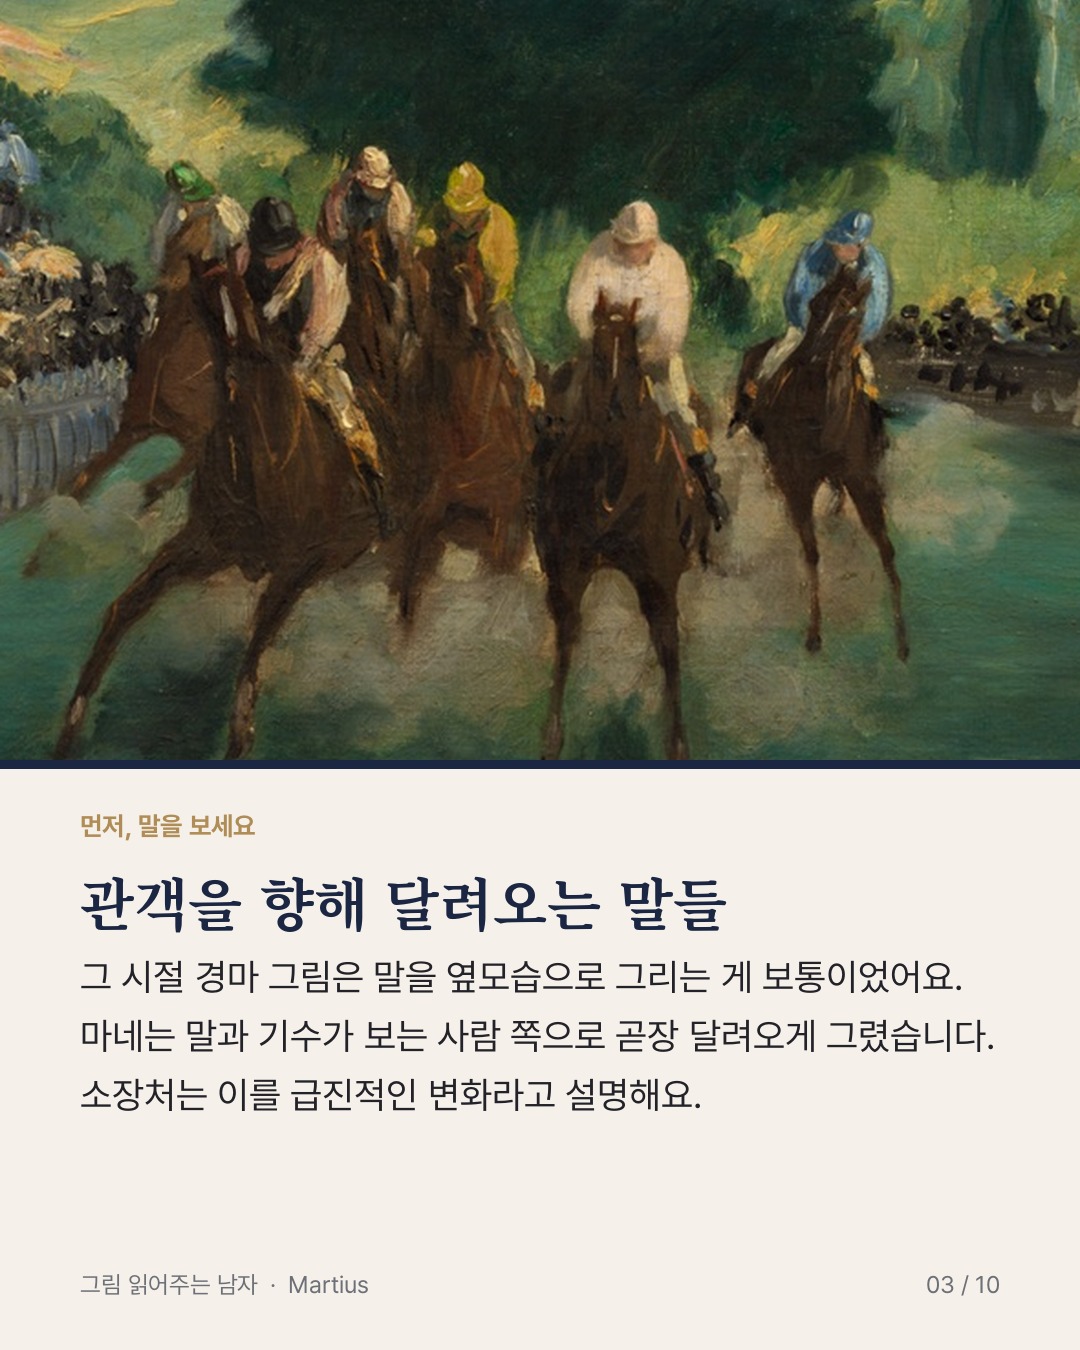 먼저, 말을 보세요
관객을 향해 달려오는 말들
그 시절 경마 그림은 말을 옆모습으로 그리는 게 보통이었어요.
마네는 말과 기수가 보는 사람 쪽으로 곧장 달려오게 그렸습니다.
소장처는 이를 급진적인 변화라고 설명해요.
그림 읽어주는 남자 · Martius
03 / 10